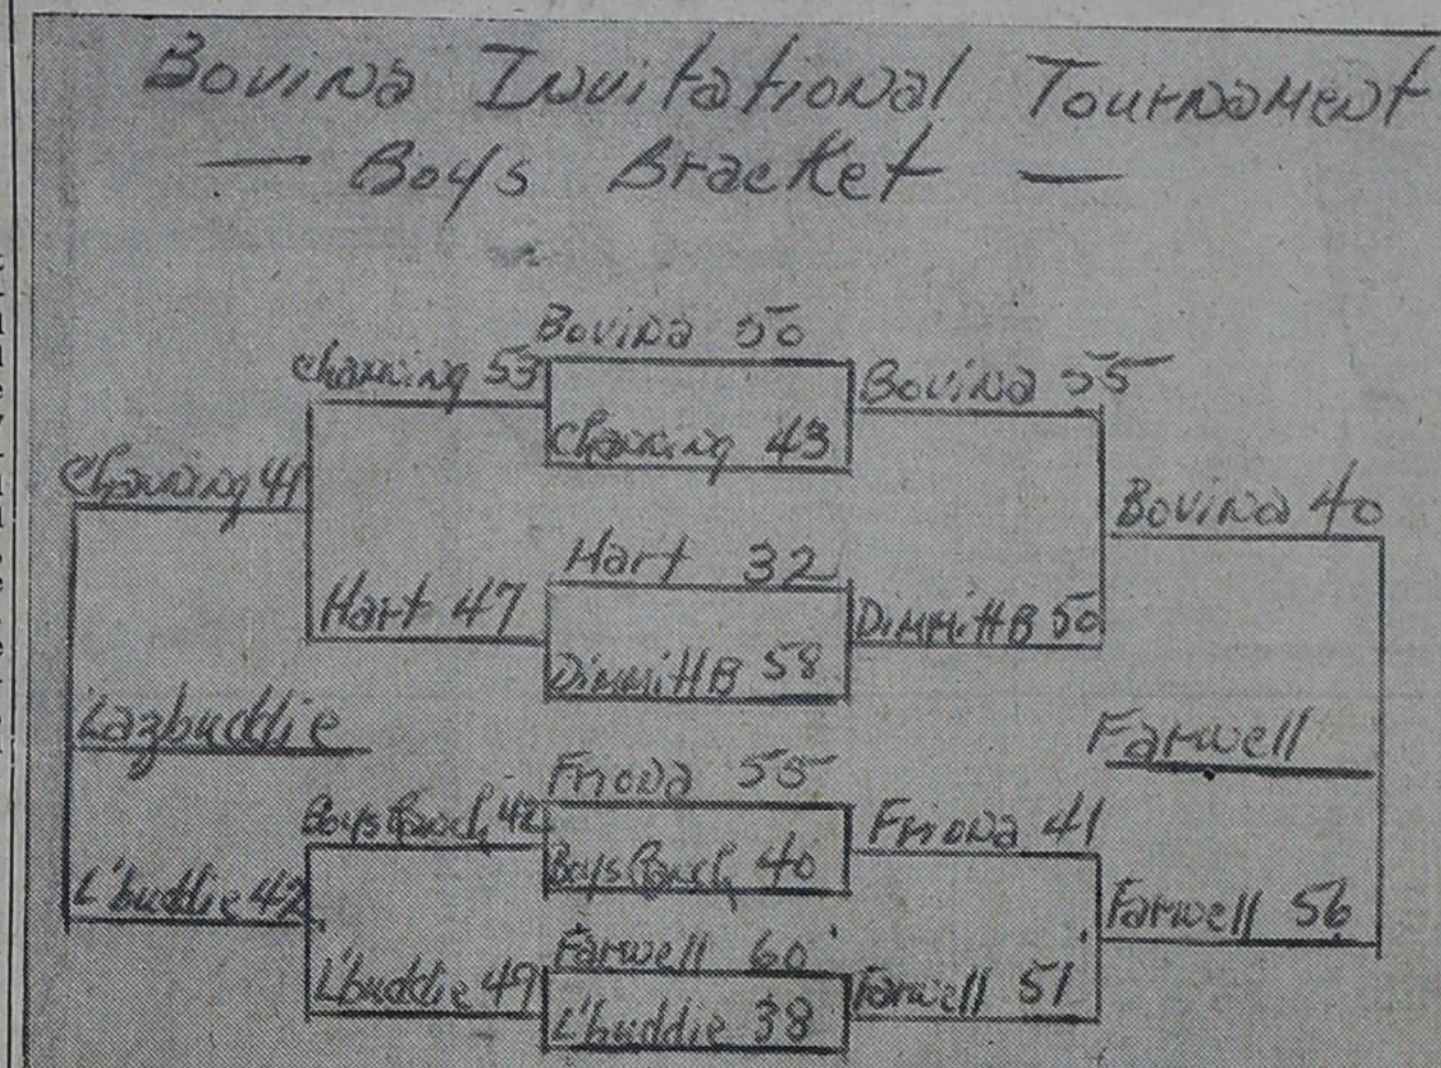 Bovina Invitational Tournament
— Boys Bracket —
Bovina 50
Channing 53
Bovina 55
Channing 43
Channing 41
Bovina 40
Hart 32
Hart 47
Dimmitt B 50
Dimmitt B 58
Lazbuddie
Farwell
Friona 55
Boys Ranch 42
Friona 41
Boys Ranch 40
L'buddie 42
Farwell 56
Farwell 60
L'buddie 49
Farwell 51
L'buddie 38